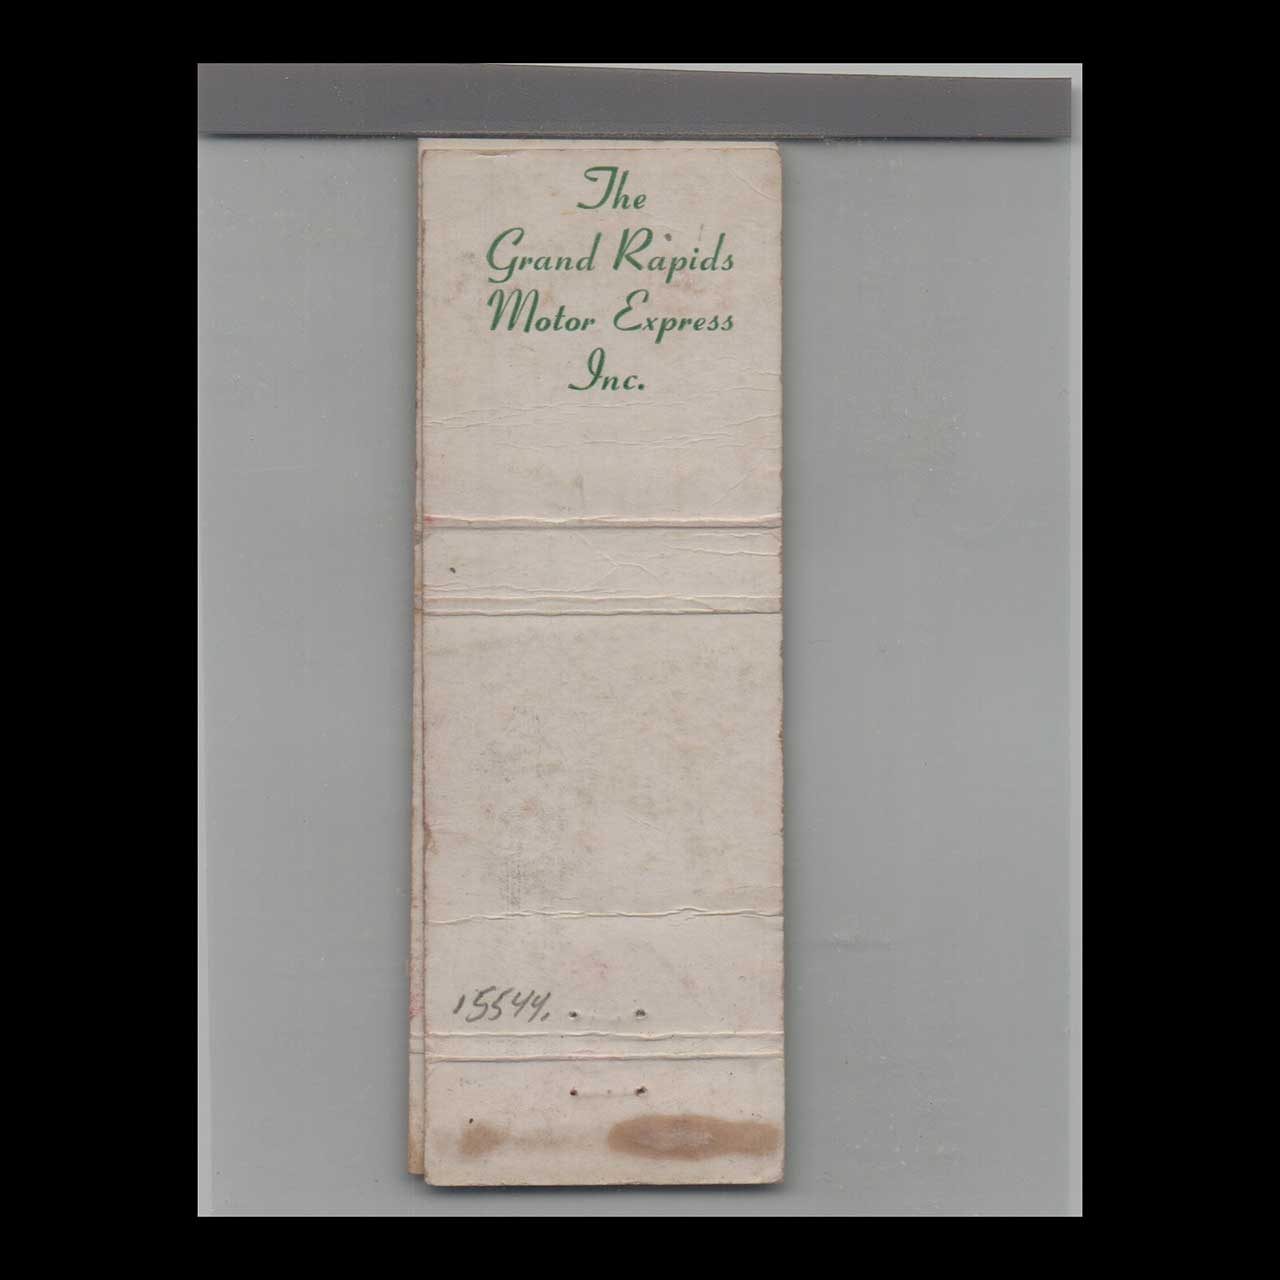 The
Grand Rapids
Motor Express
Inc.
15544.